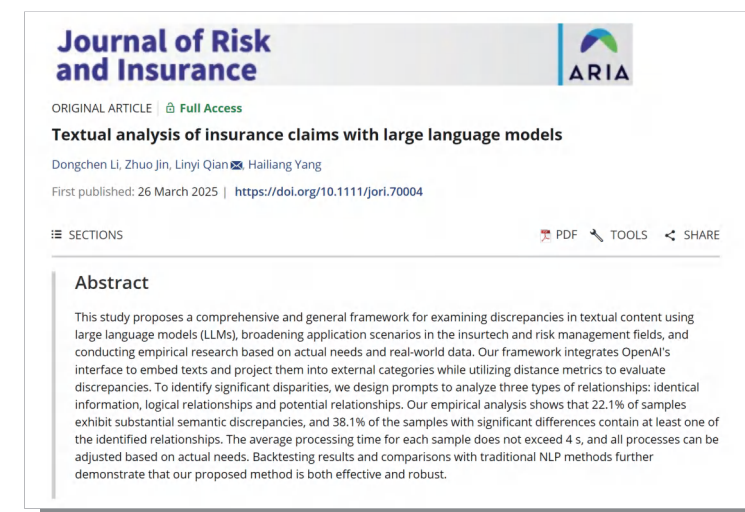 Journal of Risk
and Insurance
ARIA
ORIGINAL ARTICLE | Full Access
Textual analysis of insurance claims with large language models
Dongchen Li, Zhuo Jin, Linyi Qian, Hailiang Yang
First published: 26 March 2025 | https://doi.org/10.1111/jori.70004
SECTIONS PDF TOOLS SHARE
Abstract
This study proposes a comprehensive and general framework for examining discrepancies in textual content using
large language models (LLMs), broadening application scenarios in the insurtech and risk management fields, and
conducting empirical research based on actual needs and real-world data. Our framework integrates OpenAI's
interface to embed texts and project them into external categories while utilizing distance metrics to evaluate
discrepancies. To identify significant disparities, we design prompts to analyze three types of relationships: identical
information, logical relationships and potential relationships. Our empirical analysis shows that 22.1% of samples
exhibit substantial semantic discrepancies, and 38.1% of the samples with significant differences contain at least one of
the identified relationships. The average processing time for each sample does not exceed 4 s, and all processes can be
adjusted based on actual needs. Backtesting results and comparisons with traditional NLP methods further
demonstrate that our proposed method is both effective and robust.